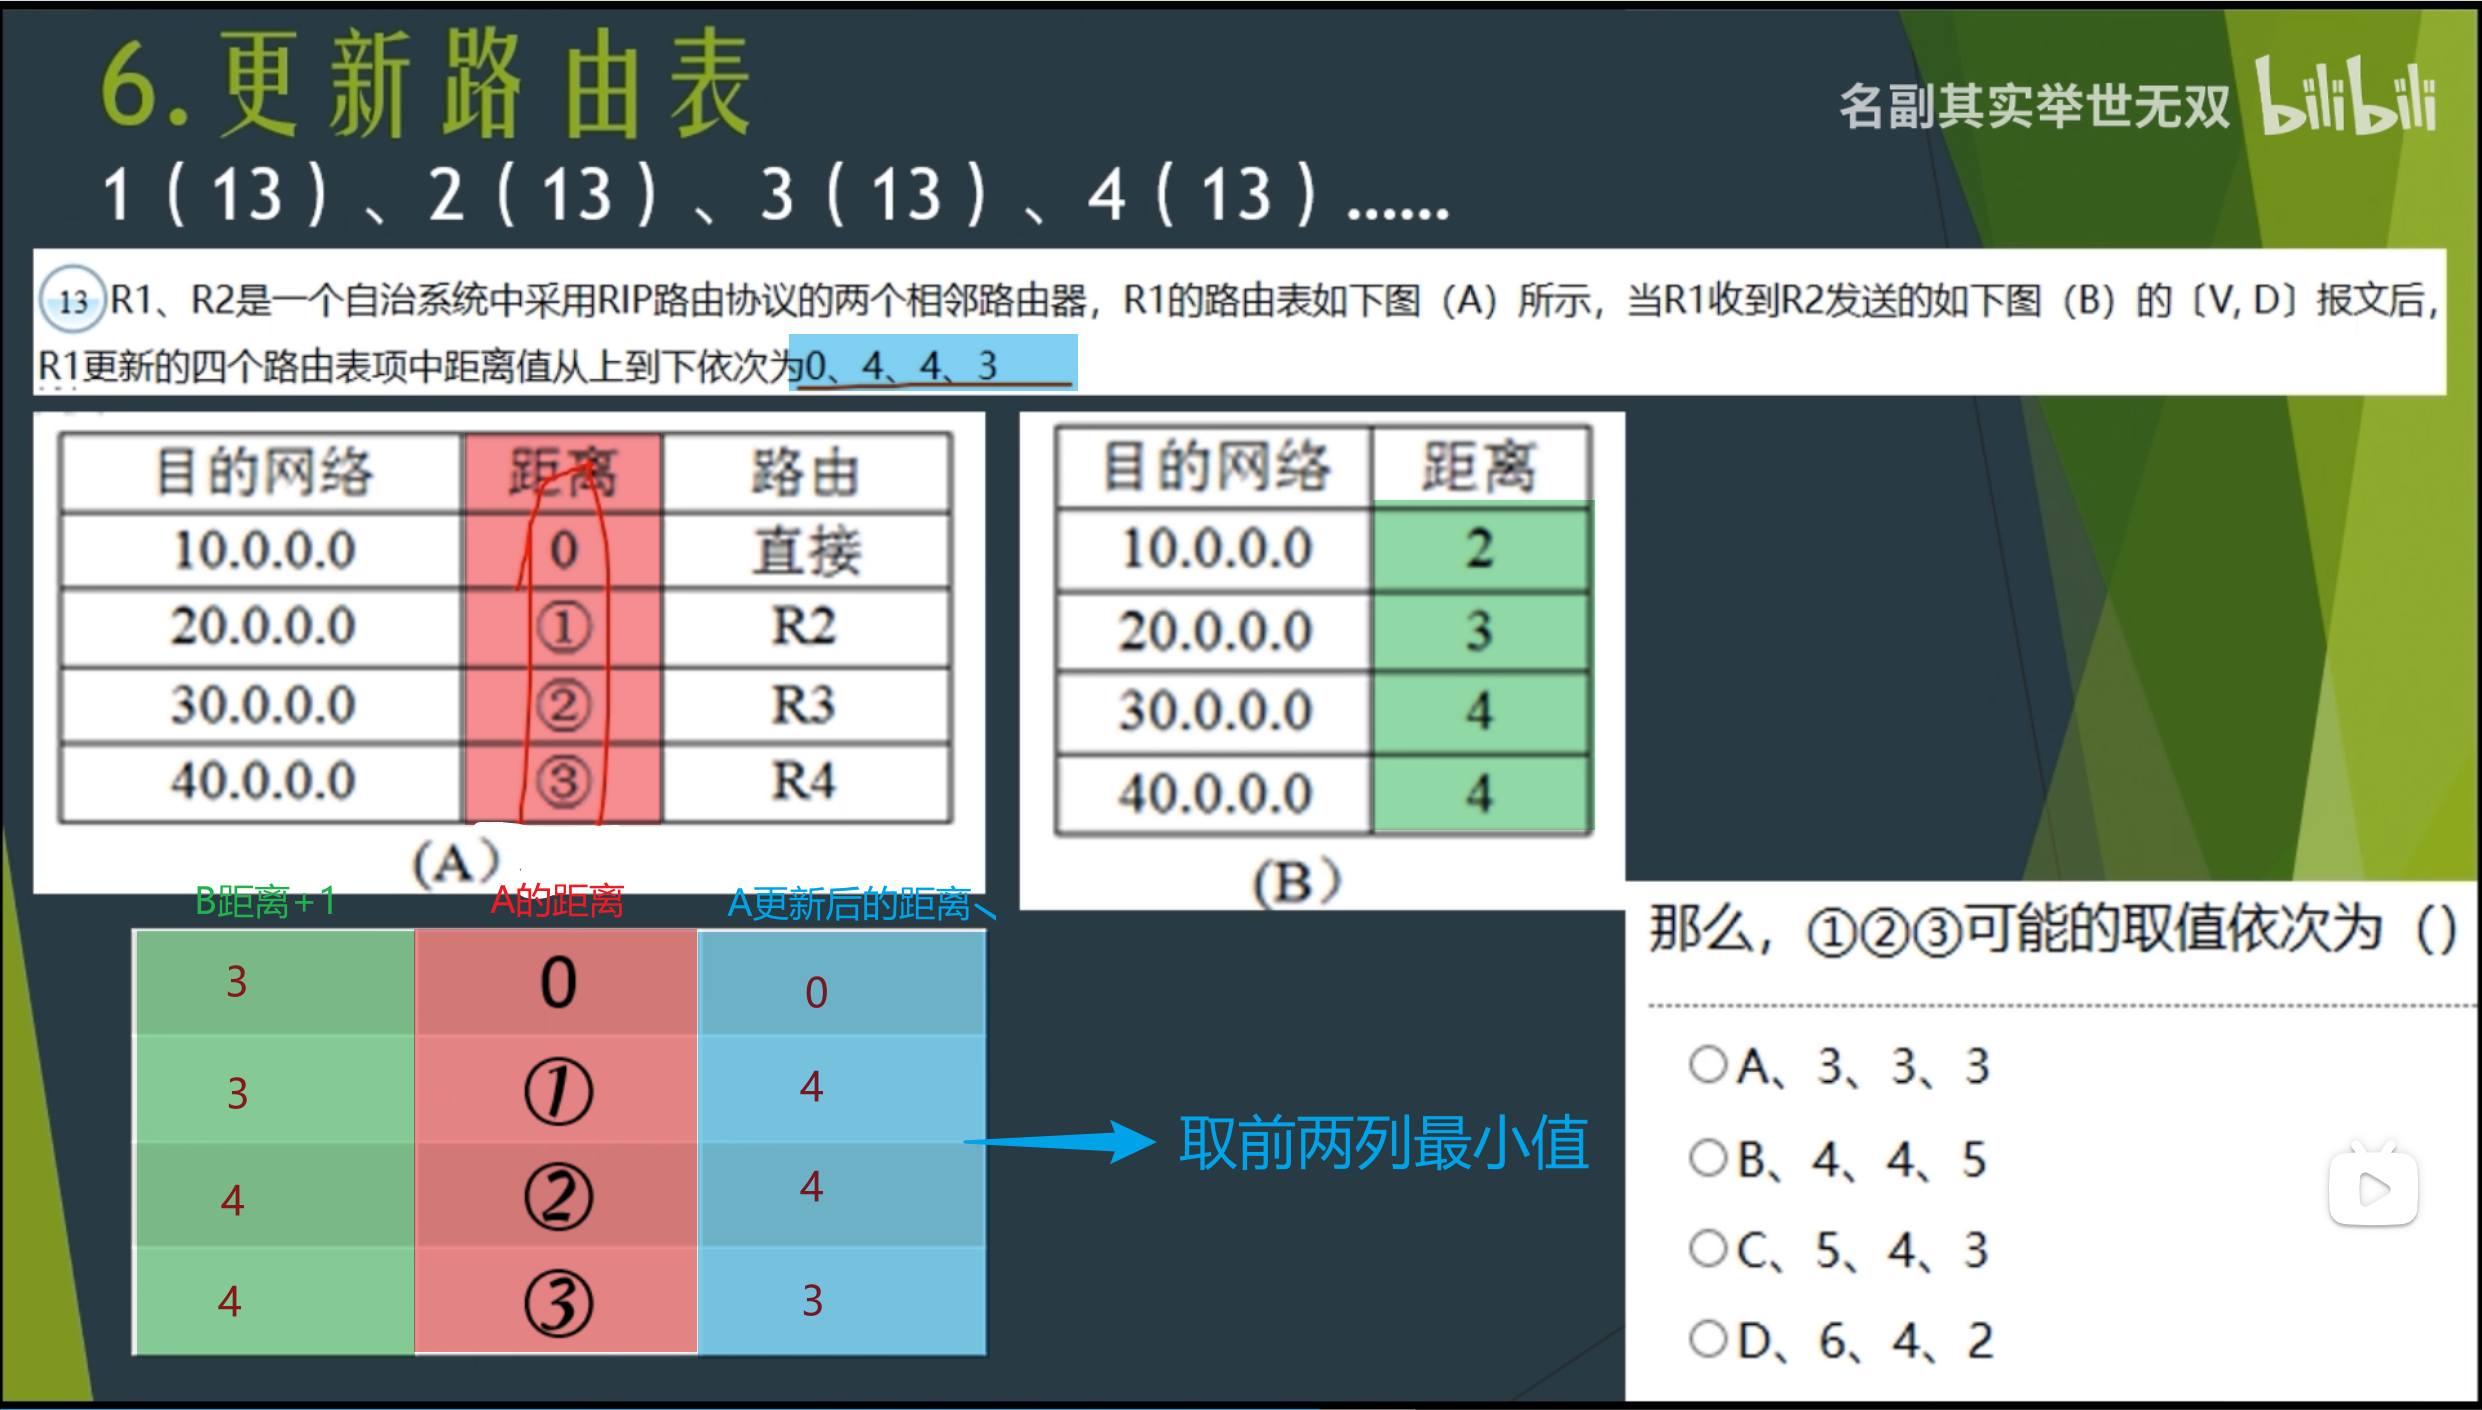 6.更新路由表
名副其实举世无双 bilibili
1（13）、2（13）、3（13）、4（13）......
13 R1、R2是一个自治系统中采用RIP路由协议的两个相邻路由器，R1的路由表如下图（A）所示，当R1收到R2发送的如下图（B）的〔V, D〕报文后，
R1更新的四个路由表项中距离值从上到下依次为0、4、4、3
目的网络 距离 路由
10.0.0.0 0 直接
20.0.0.0 ① R2
30.0.0.0 ② R3
40.0.0.0 ③ R4
(A）
目的网络 距离
10.0.0.0 2
20.0.0.0 3
30.0.0.0 4
40.0.0.0 4
(B）
B距离+1 A的距离 A更新后的距离
3 0 0
3 ① 4
4 ② 4
4 ③ 3
取前两列最小值
那么，①②③可能的取值依次为（）
A、3、3、3
B、4、4、5
C、5、4、3
D、6、4、2